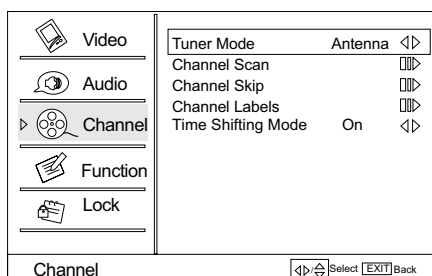 Video
Audio
Channel
Function
Lock
Tuner Mode Antenna
Channel Scan
Channel Skip
Channel Labels
Time Shifting Mode On
Channel
Select EXIT Back